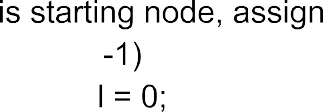 is starting node, assign
-1)
l = 0;